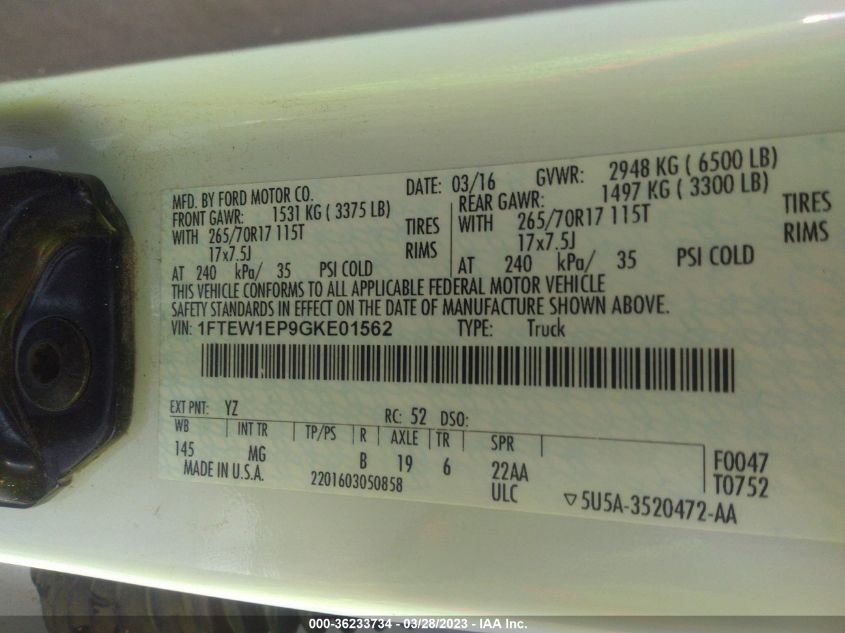 MFD. BY FORD MOTOR CO. DATE: 03/16 GVWR: 2948 KG ( 6500 LB)
FRONT GAWR: 1531 KG ( 3375 LB) REAR GAWR: 1497 KG ( 3300 LB)
WITH 265/70R17 115T TIRES WITH 265/70R17 115T TIRES
17x7.5J RIMS 17x7.5J RIMS
AT 240 kPa/ 35 PSI COLD AT 240 kPa/ 35 PSI COLD
THIS VEHICLE CONFORMS TO ALL APPLICABLE FEDERAL MOTOR VEHICLE
SAFETY STANDARDS IN EFFECT ON THE DATE OF MANUFACTURE SHOWN ABOVE.
VIN: 1FTEW1EP9GKE01562 TYPE: Truck
EXT PNT: YZ RC: 52 DSO:
WB INT TR TP/PS R AXLE TR SPR
145 MG B 19 6 22AA F0047
MADE IN U.S.A. 2201603050858 ULC T0752
▽5U5A-3520472-AA
000-36233734 - 03/28/2023 - IAA Inc.